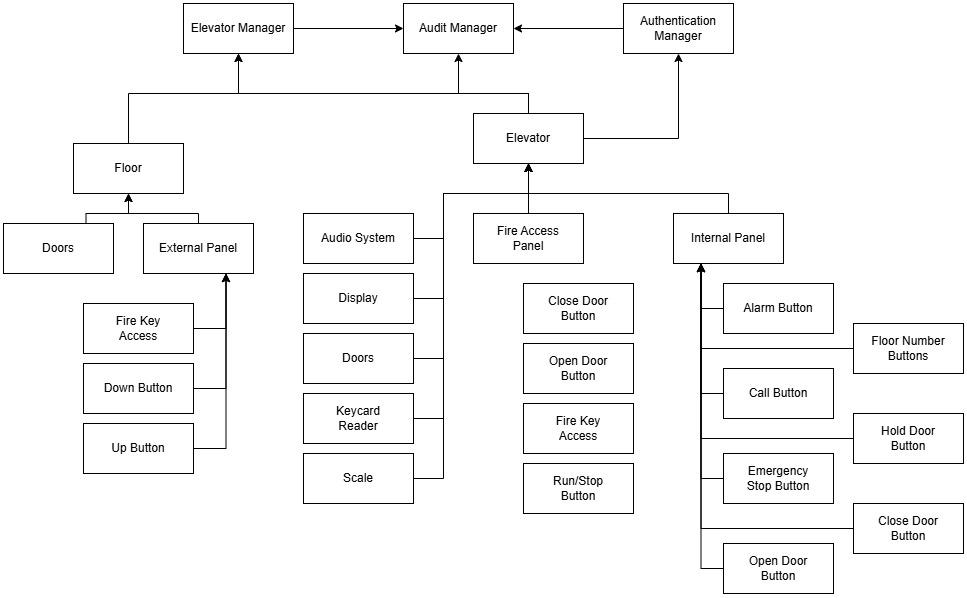 Elevator Manager
Audit Manager
Authentication
Manager
Elevator
Floor
Doors
External Panel
Audio System
Fire Access
Panel
Internal Panel
Fire Key
Access
Down Button
Up Button
Display
Doors
Keycard
Reader
Scale
Close Door
Button
Open Door
Button
Fire Key
Access
Run/Stop
Button
Alarm Button
Floor Number
Buttons
Call Button
Hold Door
Button
Emergency
Stop Button
Close Door
Button
Open Door
Button